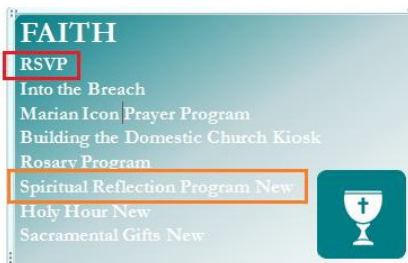 FAITH
RSVP
Into the Breach
Marian Icon Prayer Program
Building the Domestic Church Kiosk
Rosary Program
Spiritual Reflection Program New
Holy Hour New
Sacramental Gifts New